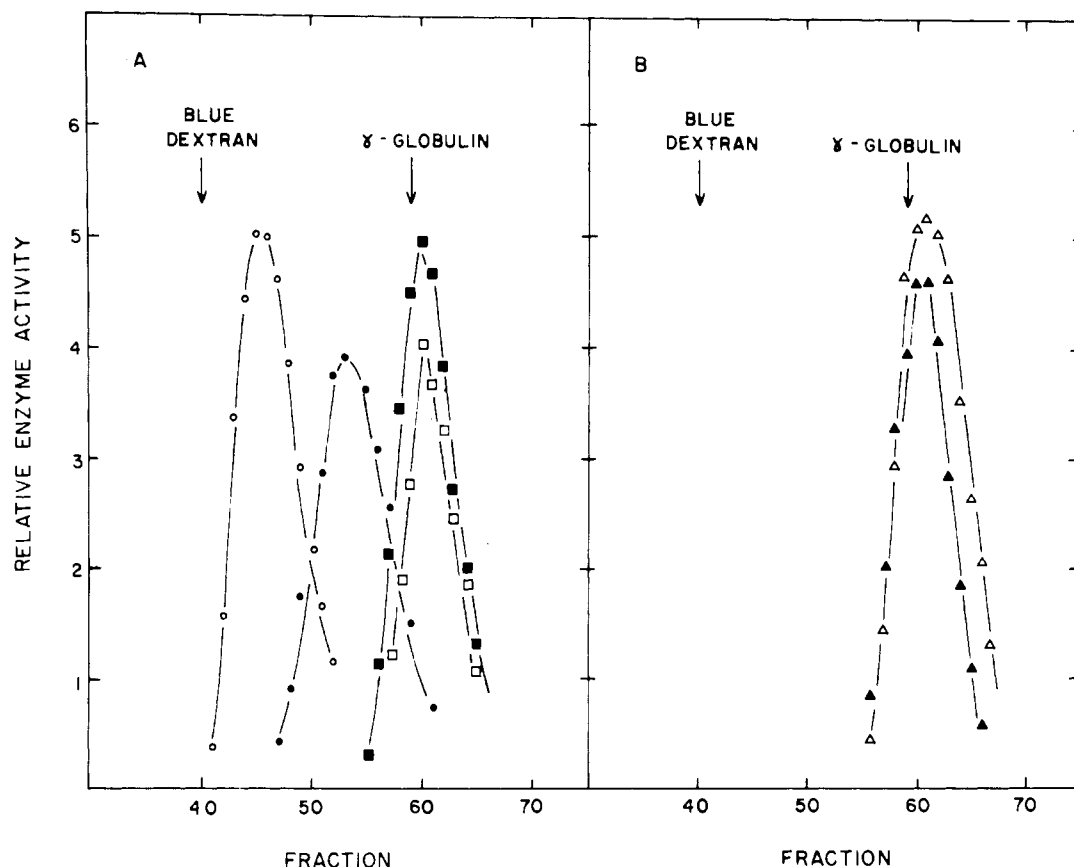 A
B
BLUE
DEXTRAN
ɣ - GLOBULIN
BLUE
DEXTRAN
ɣ - GLOBULIN
RELATIVE ENZYME ACTIVITY
6
5
4
3
2
1
40 50 60 70
40 50 60 70
FRACTION
FRACTION